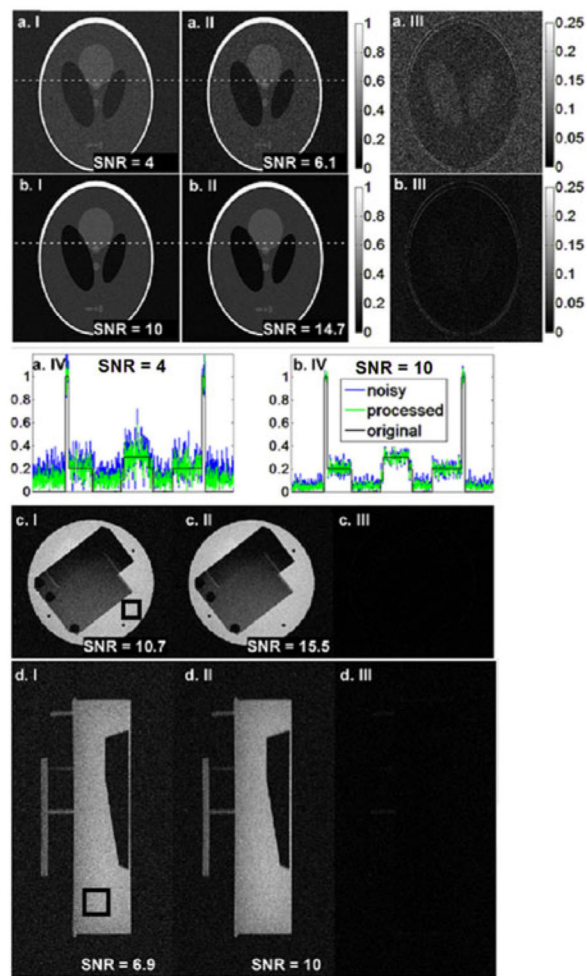 a. I
a. II
1
0.8
0.6
0.4
0.2
0
a. III
0.25
0.2
0.15
0.1
0.05
0
SNR = 4
SNR = 6.1
b. I
b. II
1
0.8
0.6
0.4
0.2
0
b. III
0.25
0.2
0.15
0.1
0.05
0
SNR = 10
SNR = 14.7
a. IV
SNR = 4
1
0.8
0.6
0.4
0.2
0
b. IV
SNR = 10
1
0.8
0.6
0.4
0.2
0
noisy
processed
original
c. I
c. II
c. III
SNR = 10.7
SNR = 15.5
d. I
d. II
d. III
SNR = 6.9
SNR = 10